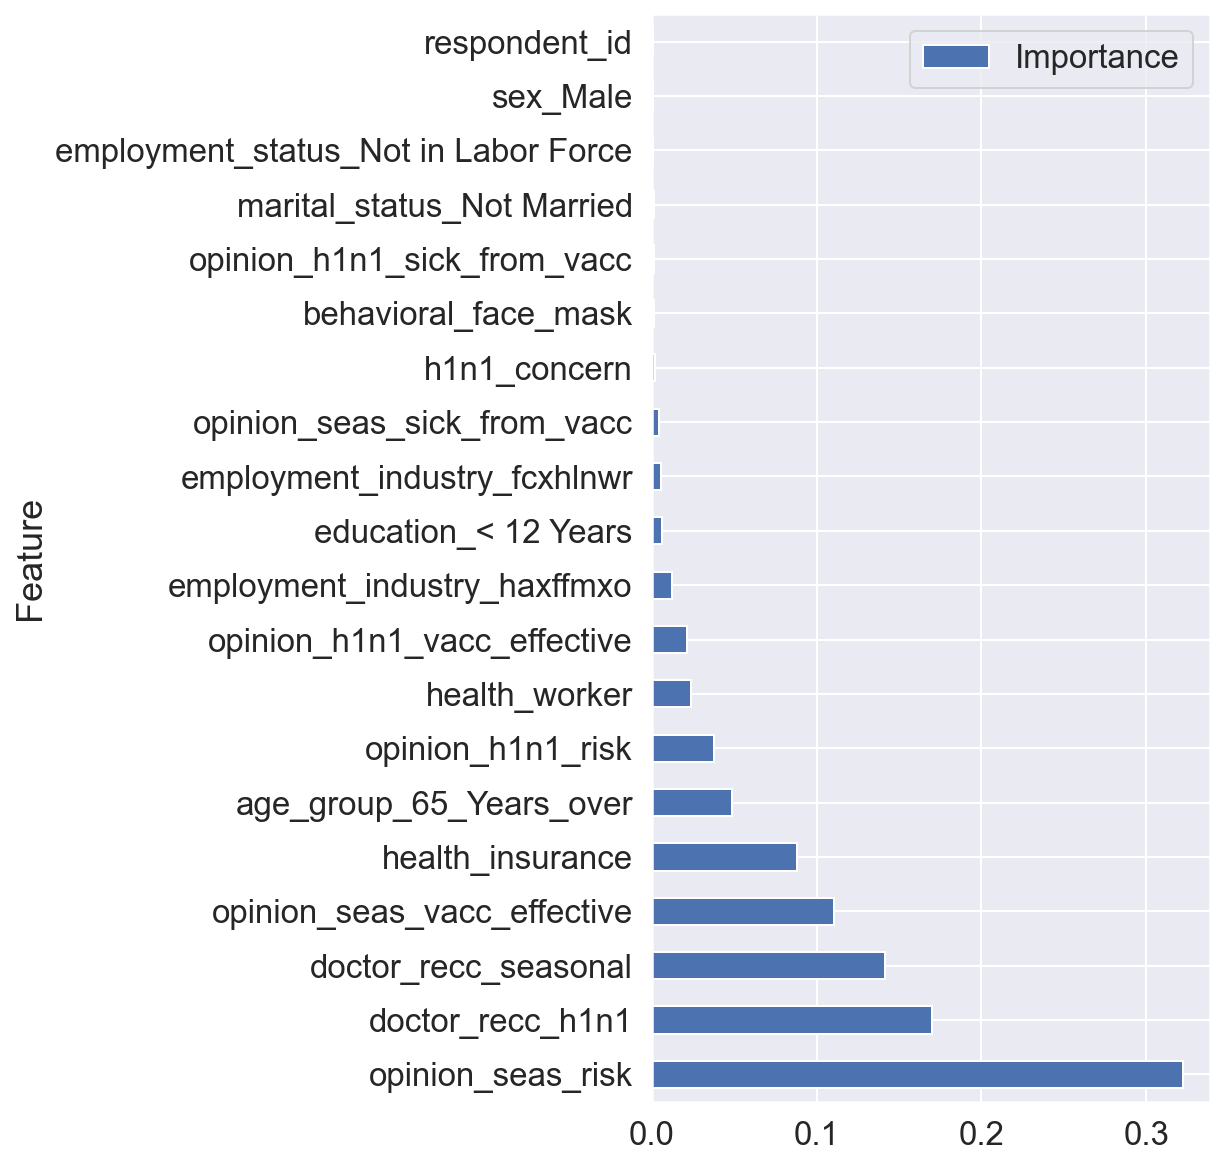 respondent_id
sex_Male
employment_status_Not in Labor Force
marital_status_Not Married
opinion_h1n1_sick_from_vacc
behavioral_face_mask
h1n1_concern
opinion_seas_sick_from_vacc
employment_industry_fcxhlnwr
education_< 12 Years
employment_industry_haxffmxo
opinion_h1n1_vacc_effective
health_worker
opinion_h1n1_risk
age_group_65_Years_over
health_insurance
opinion_seas_vacc_effective
doctor_recc_seasonal
doctor_recc_h1n1
opinion_seas_risk
Feature
Importance
0.0 0.1 0.2 0.3